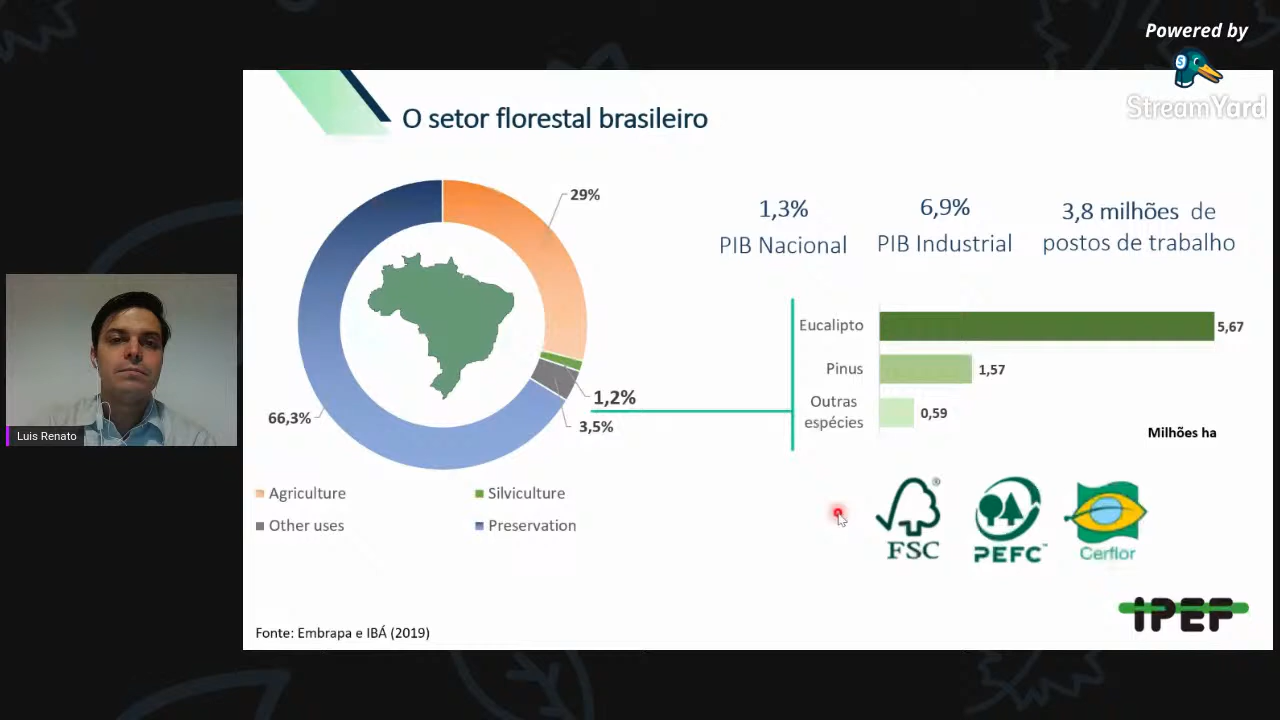 Powered by
StreamYard
O setor florestal brasileiro
29%
1,2%
3,5%
66,3%
Agriculture
Silviculture
Other uses
Preservation
1,3%
PIB Nacional
6,9%
PIB Industrial
3,8 milhões de
postos de trabalho
Eucalipto
5,67
Pinus
1,57
Outras
espécies
0,59
Milhões ha
FSC
®
PEFC™
Cerflor
IPEF
Fonte: Embrapa e IBÁ (2019)
Luis Renato
S